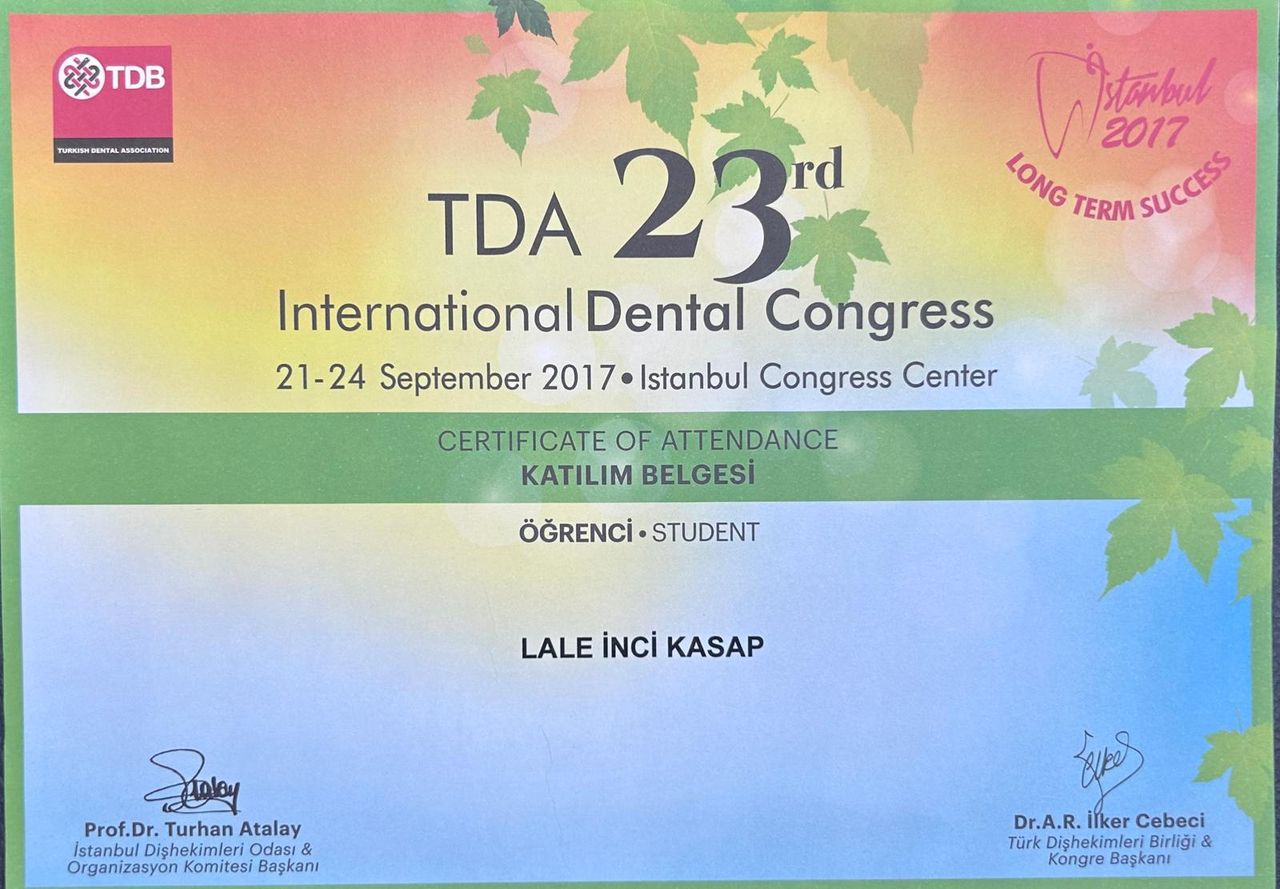 TDB
TURKISH DENTAL ASSOCIATION
İstanbul
2017
LONG TERM SUCCESS
TDA 23rd
International Dental Congress
21-24 September 2017•Istanbul Congress Center
CERTIFICATE OF ATTENDANCE
KATILIM BELGESİ
ÖĞRENCİ • STUDENT
LALE İNCİ KASAP
Prof.Dr. Turhan Atalay
İstanbul Dişhekimleri Odası &
Organizasyon Komitesi Başkanı
Dr.A.R. İlker Cebeci
Türk Dişhekimleri Birliği &
Kongre Başkanı